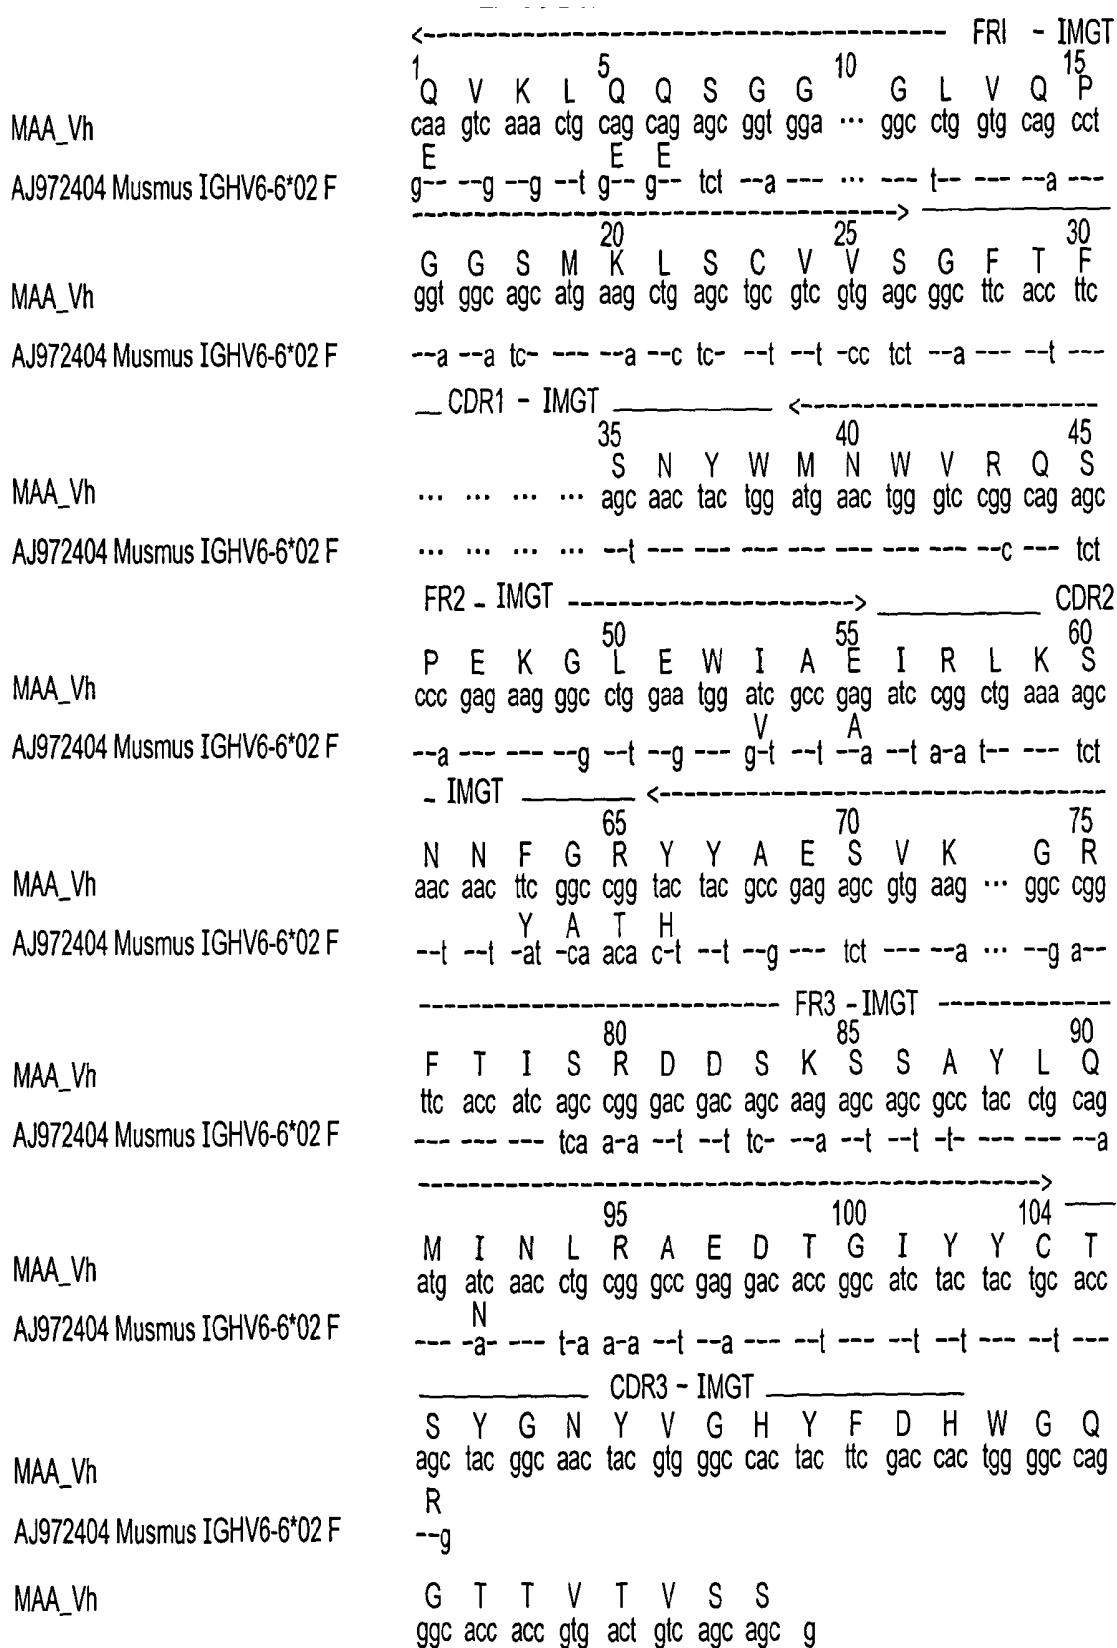 <------------------------------------- FRI - IMGT
1 5 10 15
Q V K L Q Q S G G G L V Q P
MAA_Vh caa gtc aaa ctg cag cag agc ggt gga ... ggc ctg gtg cag cct
E E E
AJ972404 Musmus IGHV6-6*02 F g-- --g --g --t g-- g-- tct --a --- ... --- t-- --- --a ---
----------------------------------> ___________
20 25 30
G G S M K L S C V V S G F T F
MAA_Vh ggt ggc agc atg aag ctg agc tgc gtc gtg agc ggc ttc acc ttc
AJ972404 Musmus IGHV6-6*02 F --a --a tc- --- --a --c tc- --t --t -cc tct --a --- --t ---
__ CDR1 - IMGT ___________ <-----------------------
35 40 45
S N Y W M N W V R Q S
MAA_Vh ... ... ... ... agc aac tac tgg atg aac tgg gtc cgg cag agc
AJ972404 Musmus IGHV6-6*02 F ... ... ... ... --t --- --- --- --- --- --- --- --c --- tct
FR2 - IMGT ---------------------> __________ CDR2
50 55 60
P E K G L E W I A E I R L K S
MAA_Vh ccc gag aag ggc ctg gaa tgg atc gcc gag atc cgg ctg aaa agc
V A
AJ972404 Musmus IGHV6-6*02 F --a --- --- --g --t --g --- g-t --t --a --t a-a t-- --- tct
- IMGT _______ <----------------------------------
65 70 75
N N F G R Y Y A E S V K G R
MAA_Vh aac aac ttc ggc cgg tac tac gcc gag agc gtg aag ... ggc cgg
Y A T H
AJ972404 Musmus IGHV6-6*02 F --t --t -at -ca aca c-t --t --g --- tct --- --a ... --g a--
--------------------------- FR3 - IMGT -------------
80 85 90
F T I S R D D S K S S A Y L Q
MAA_Vh ttc acc atc agc cgg gac gac agc aag agc agc gcc tac ctg cag
AJ972404 Musmus IGHV6-6*02 F --- --- --- tca a-a --t --t tc- --a --t --t -t- --- --- --a
----------------------------------------------> ___
95 100 104
M I N L R A E D T G I Y Y C T
MAA_Vh atg atc aac ctg cgg gcc gag gac acc ggc atc tac tac tgc acc
N
AJ972404 Musmus IGHV6-6*02 F --- -a- --- t-a a-a --t --a --- --t --- --t --t --- --t ---
___________ CDR3 - IMGT ____________
S Y G N Y V G H Y F D H W G Q
MAA_Vh agc tac ggc aac tac gtg ggc cac tac ttc gac cac tgg ggc cag
R
AJ972404 Musmus IGHV6-6*02 F --g
G T T V T V S S
MAA_Vh ggc acc acc gtg act gtc agc agc g